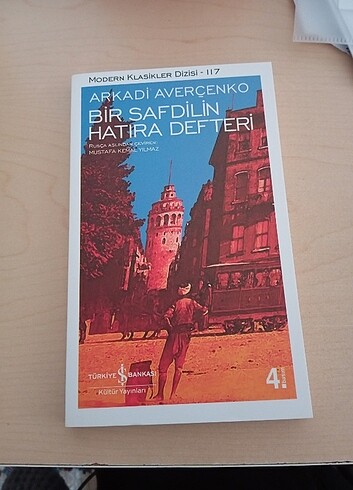 MODERN KLASİKLER DİZİSİ - 117
ARKADİ AVERÇENKO
BİR SAFDİLİN
HATIRA DEFTERİ
RUSÇA ASLINDAN ÇEVİREN:
MUSTAFA KEMAL YILMAZ
TÜRKİYE İŞ BANKASI
Kültür Yayınları
4.